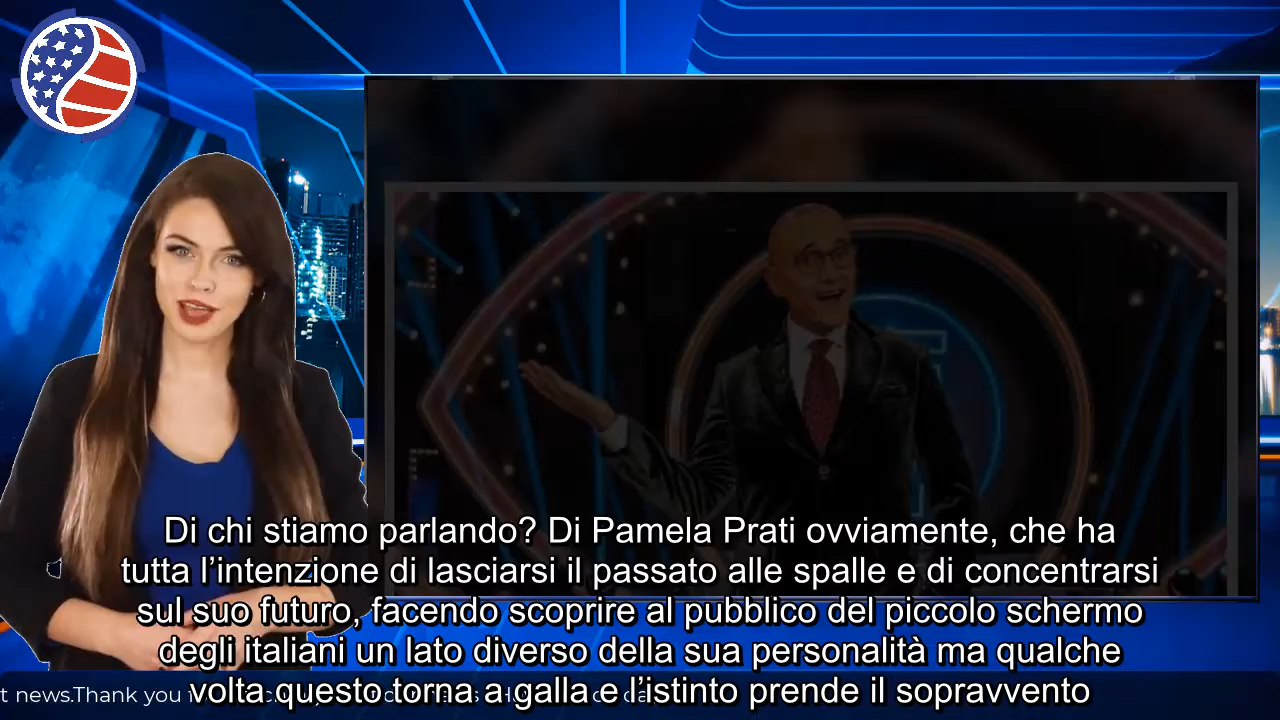 Di chi stiamo parlando? Di Pamela Prati ovviamente, che ha
tutta l’intenzione di lasciarsi il passato alle spalle e di concentrarsi
sul suo futuro, facendo scoprire al pubblico del piccolo schermo
degli italiani un lato diverso della sua personalità ma qualche
volta questo torna a galla e l’istinto prende il sopravvento
t news.Thank you